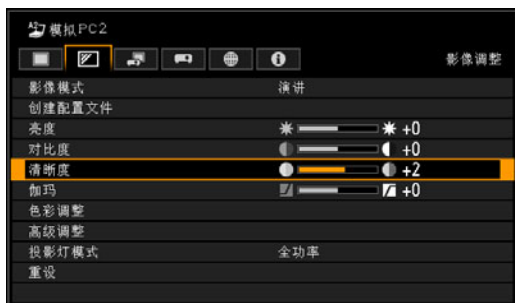 模拟PC2
影像调整
影像模式 演讲
创建配置文件
亮度 +0
对比度 +0
清晰度 +2
伽玛 +0
色彩调整
高级调整
投影灯模式 全功率
重设